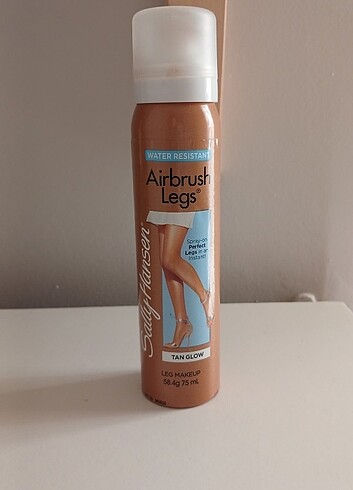 WATER RESISTANT
Airbrush
Legs®
Spray-on
Perfect
Legs in an
Instant!
Sally Hansen®
TAN GLOW
LEG MAKEUP
58.4g 75 mL